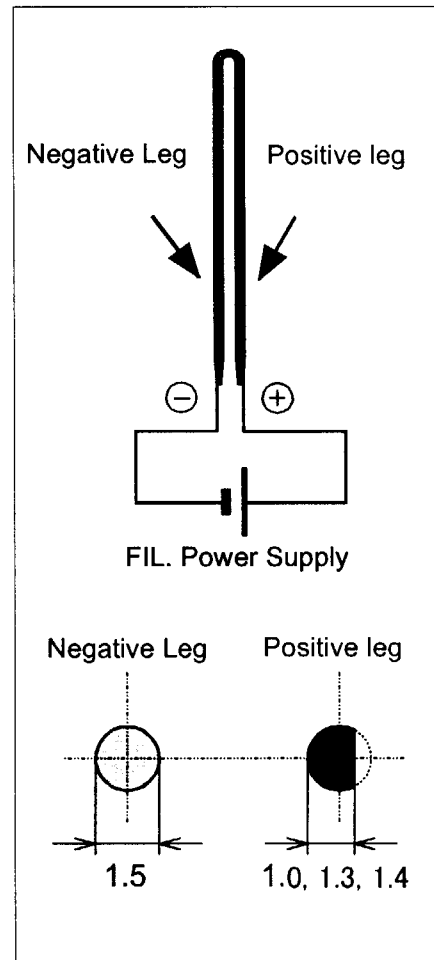 Negative Leg Positive leg
⊖ ⊕
FIL. Power Supply
Negative Leg Positive leg
1.5 1.0, 1.3, 1.4